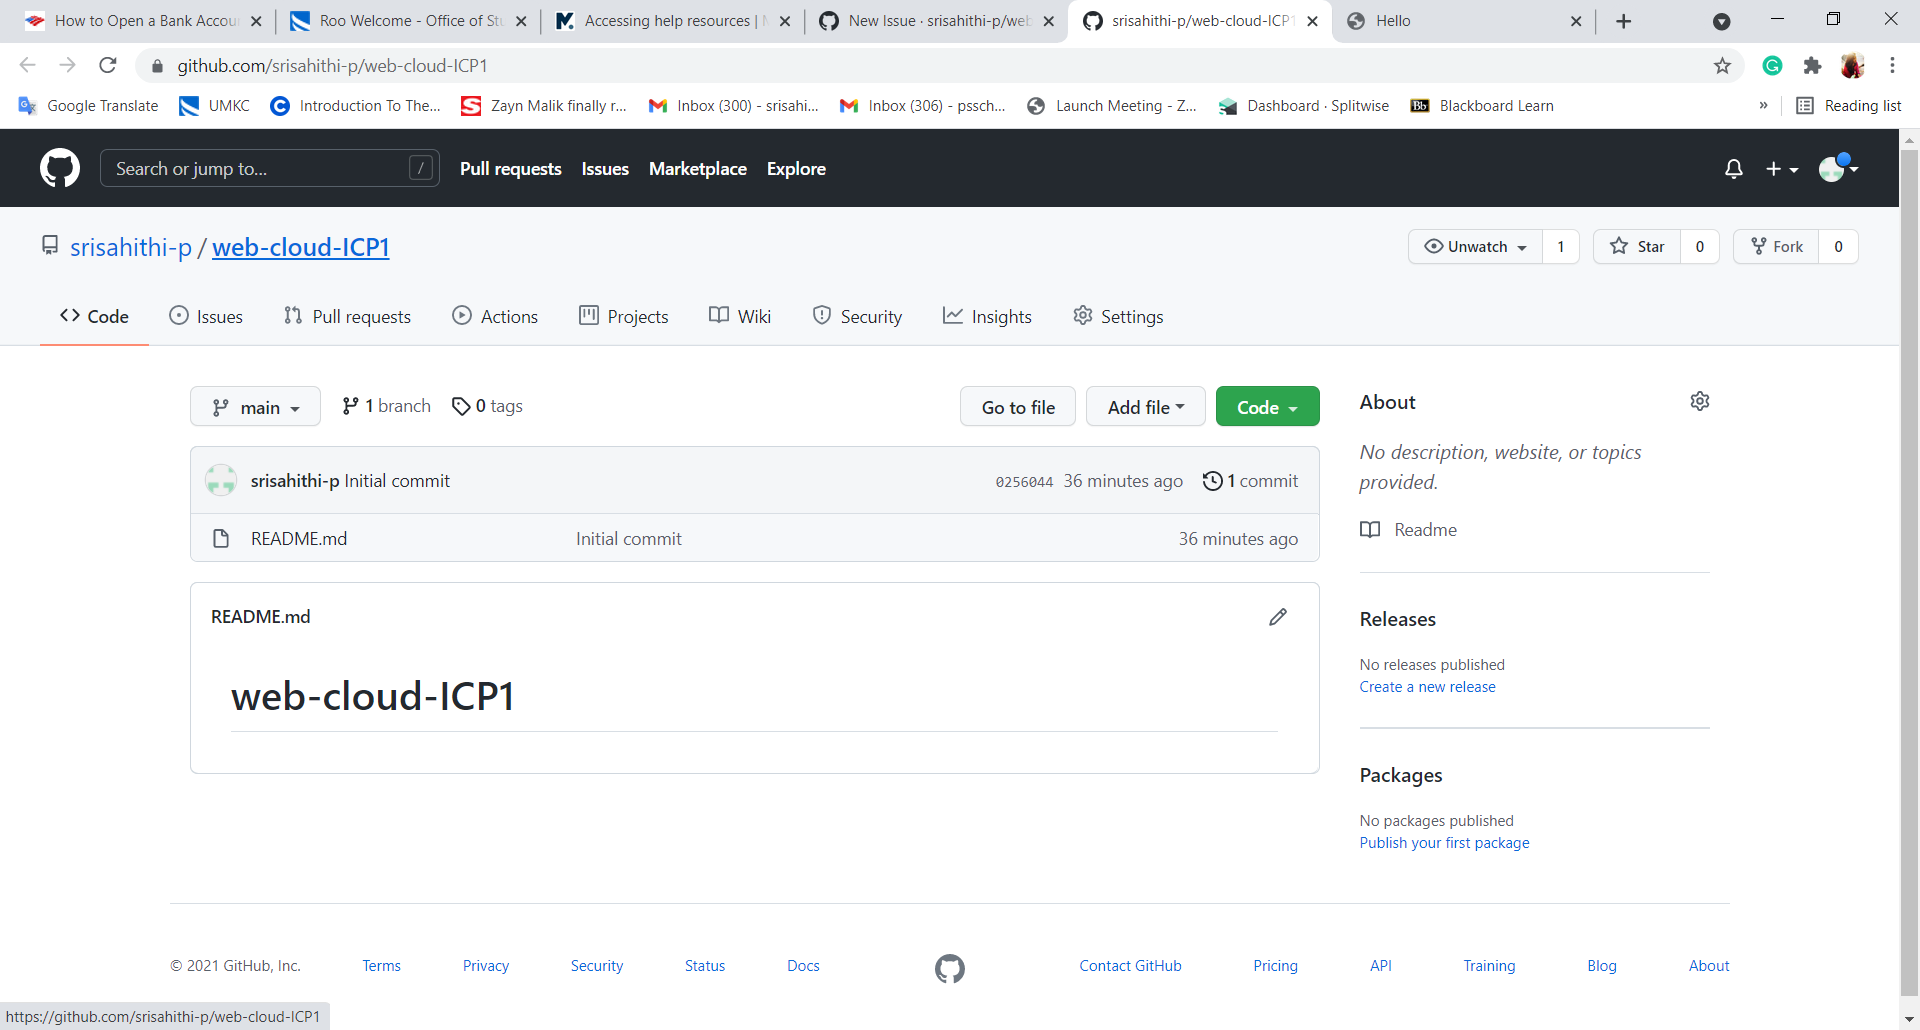 How to Open a Bank Accou
Roo Welcome - Office of Stu
Accessing help resources |
New Issue · srisahithi-p/web
srisahithi-p/web-cloud-ICP1
Hello
github.com/srisahithi-p/web-cloud-ICP1
Google Translate
UMKC
Introduction To The...
Zayn Malik finally r...
Inbox (300) - srisahi...
Inbox (306) - pssch...
Launch Meeting - Z...
Dashboard · Splitwise
Bb Blackboard Learn
»
Reading list
Search or jump to... /
Pull requests
Issues
Marketplace
Explore
srisahithi-p / web-cloud-ICP1
Unwatch 1
Star 0
Fork 0
Code
Issues
Pull requests
Actions
Projects
Wiki
Security
Insights
Settings
main
1 branch
0 tags
Go to file
Add file
Code
srisahithi-p Initial commit
0256044 36 minutes ago
1 commit
README.md Initial commit 36 minutes ago
README.md
web-cloud-ICP1
About
No description, website, or topics
provided.
Readme
Releases
No releases published
Create a new release
Packages
No packages published
Publish your first package
© 2021 GitHub, Inc.
Terms
Privacy
Security
Status
Docs
Contact GitHub
Pricing
API
Training
Blog
About
https://github.com/srisahithi-p/web-cloud-ICP1